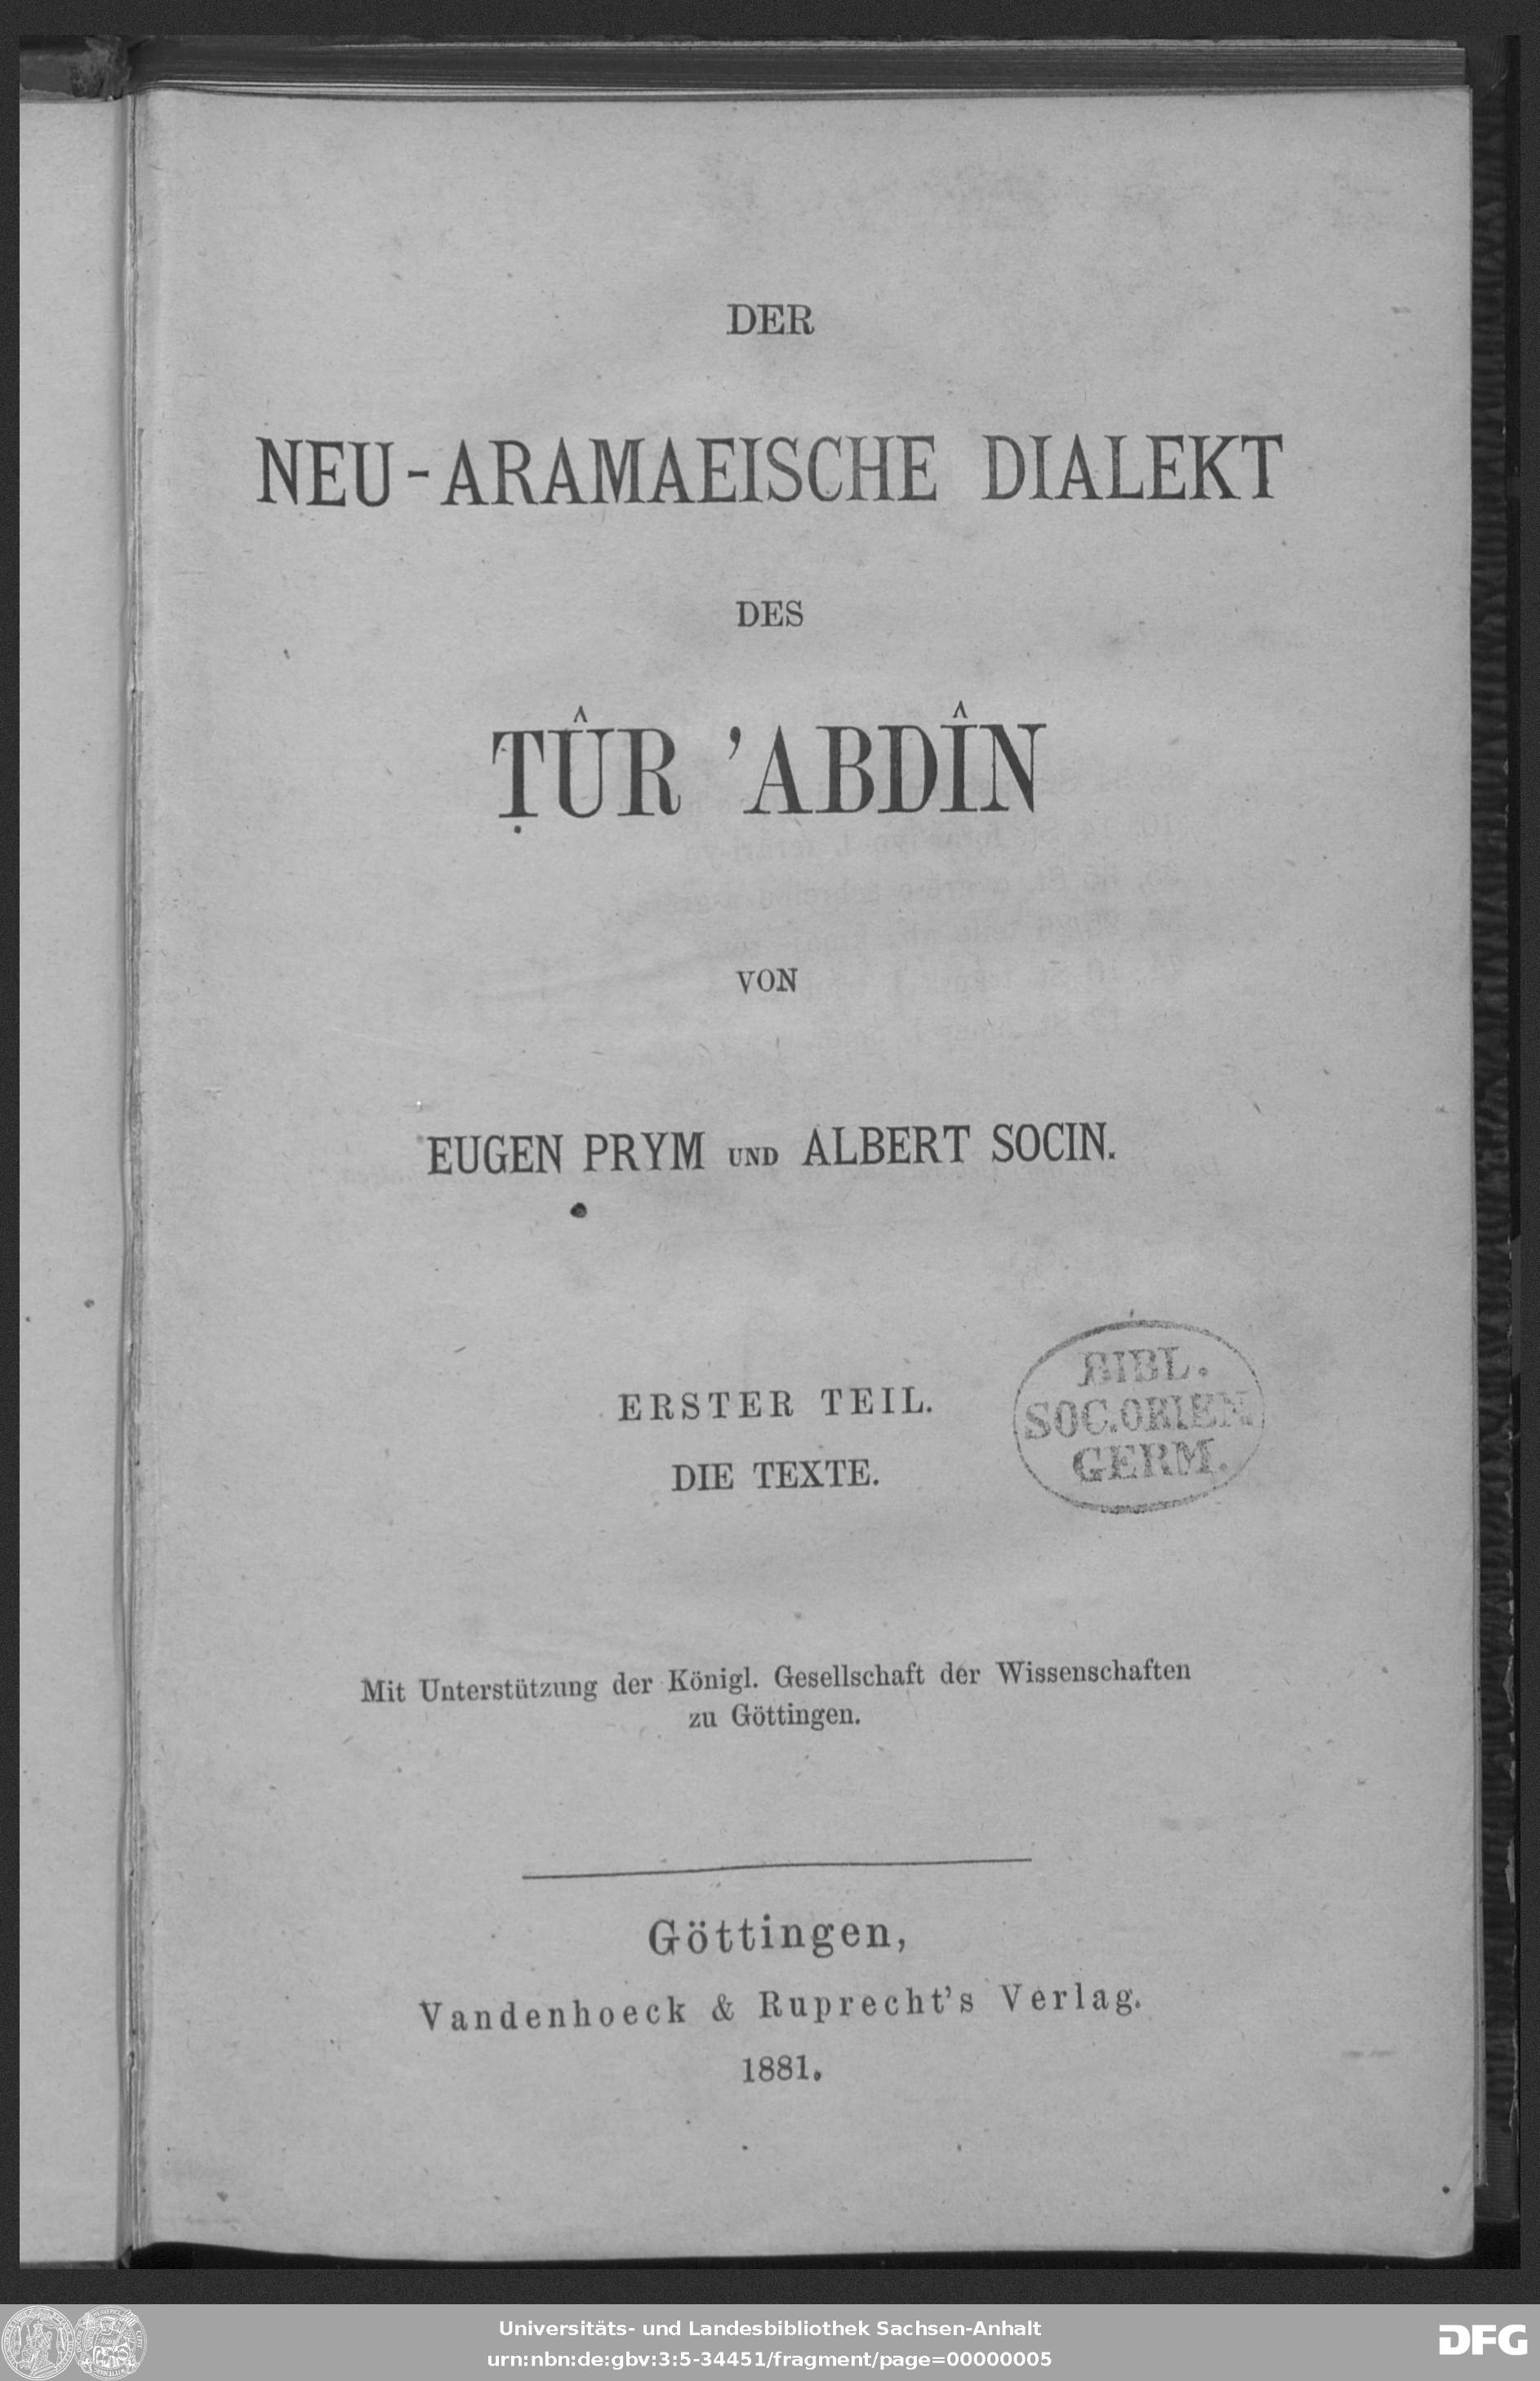 DER
NEU-ARAMAEISCHE DIALEKT
DES
ṬÛR ’ABDÎN
VON
EUGEN PRYM UND ALBERT SOCIN.
ERSTER TEIL.
DIE TEXTE.
BIBL.
SOC.ORIEN.
GERM.
Mit Unterstützung der Königl. Gesellschaft der Wissenschaften
zu Göttingen.
Göttingen,
Vandenhoeck & Ruprecht’s Verlag.
1881.
Universitäts- und Landesbibliothek Sachsen-Anhalt
urn:nbn:de:gbv:3:5-34451/fragment/page=00000005
DFG